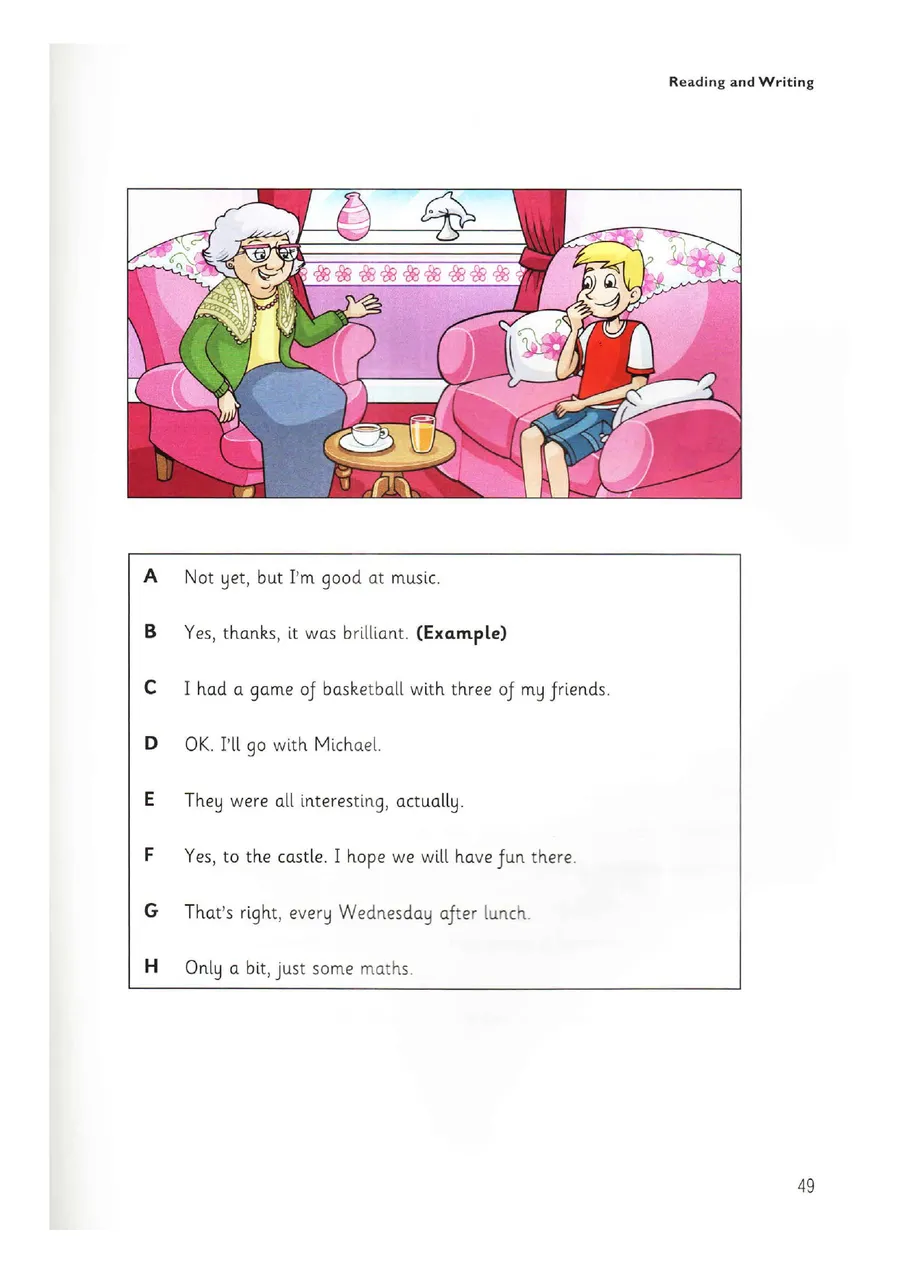 Reading and Writing
A Not yet, but I'm good at music.
B Yes, thanks, it was brilliant. (Example)
C I had a game of basketball with three of my friends.
D OK. I'll go with Michael.
E They were all interesting, actually.
F Yes, to the castle. I hope we will have fun there.
G That's right, every Wednesday after lunch.
H Only a bit, just some maths.
49